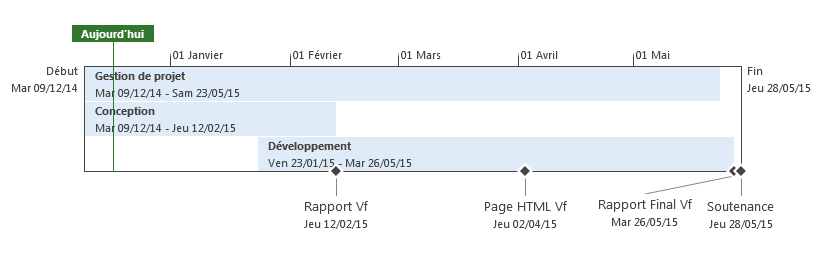 Aujourd'hui
01 Janvier
01 Février
01 Mars
01 Avril
01 Mai
Début
Mar 09/12/14
Fin
Jeu 28/05/15
Gestion de projet
Mar 09/12/14 - Sam 23/05/15
Conception
Mar 09/12/14 - Jeu 12/02/15
Développement
Ven 23/01/15 - Mar 26/05/15
Rapport Vf
Jeu 12/02/15
Page HTML Vf
Jeu 02/04/15
Rapport Final Vf
Mar 26/05/15
Soutenance
Jeu 28/05/15